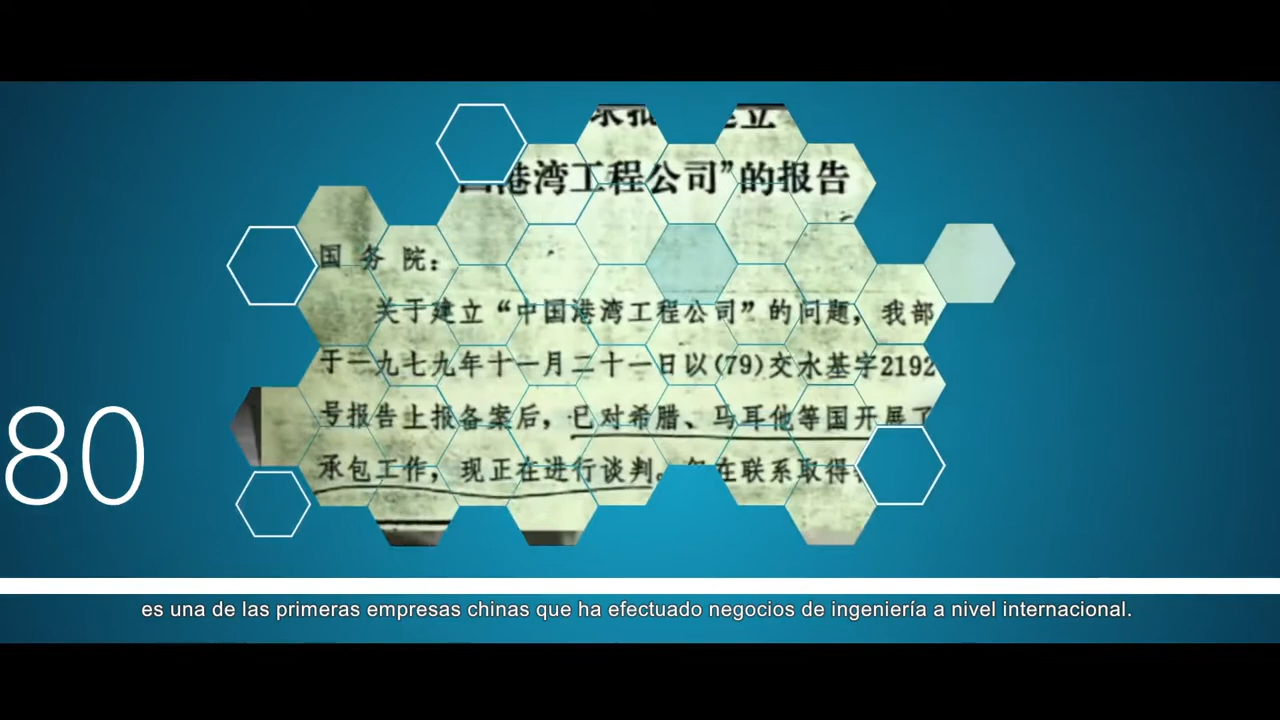 港湾工程公司”的报告
国务院：
关于建立“中国港湾工程公司”的问题，我部
于一九七九年十一月二十一日以(79)交水基字2192
号报告上报备案后，已对希腊、马耳他等国开展了
承包工作，现正在进行谈判。在联系取得
80
es una de las primeras empresas chinas que ha efectuado negocios de ingeniería a nivel internacional.